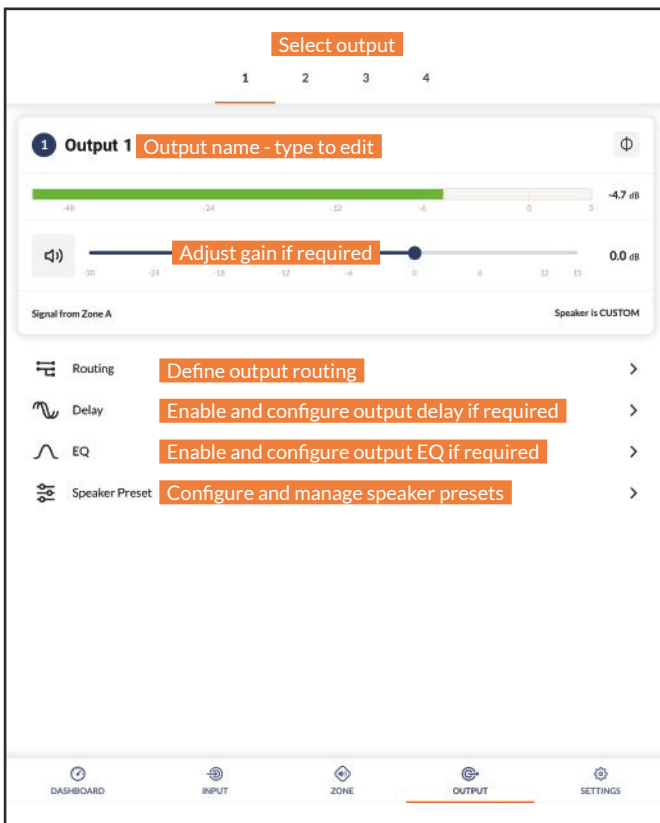 Select output
1 2 3 4
1 Output 1 Output name - type to edit
-4.7 dB
-48 -24 -12 -6 0 3
Adjust gain if required
0.0 dB
-30 -24 -18 -12 -6 0 6 12 15
Signal from Zone A Speaker is CUSTOM
Routing Define output routing
Delay Enable and configure output delay if required
EQ Enable and configure output EQ if required
Speaker Preset Configure and manage speaker presets
DASHBOARD INPUT ZONE OUTPUT SETTINGS